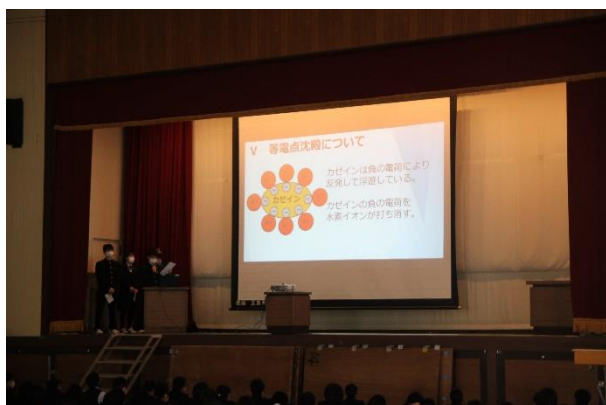 V 等電点沈殿について
カゼインは負の電荷により
反発して浮遊している。
カゼイン
カゼインの負の電荷を
水素イオンが打ち消す。